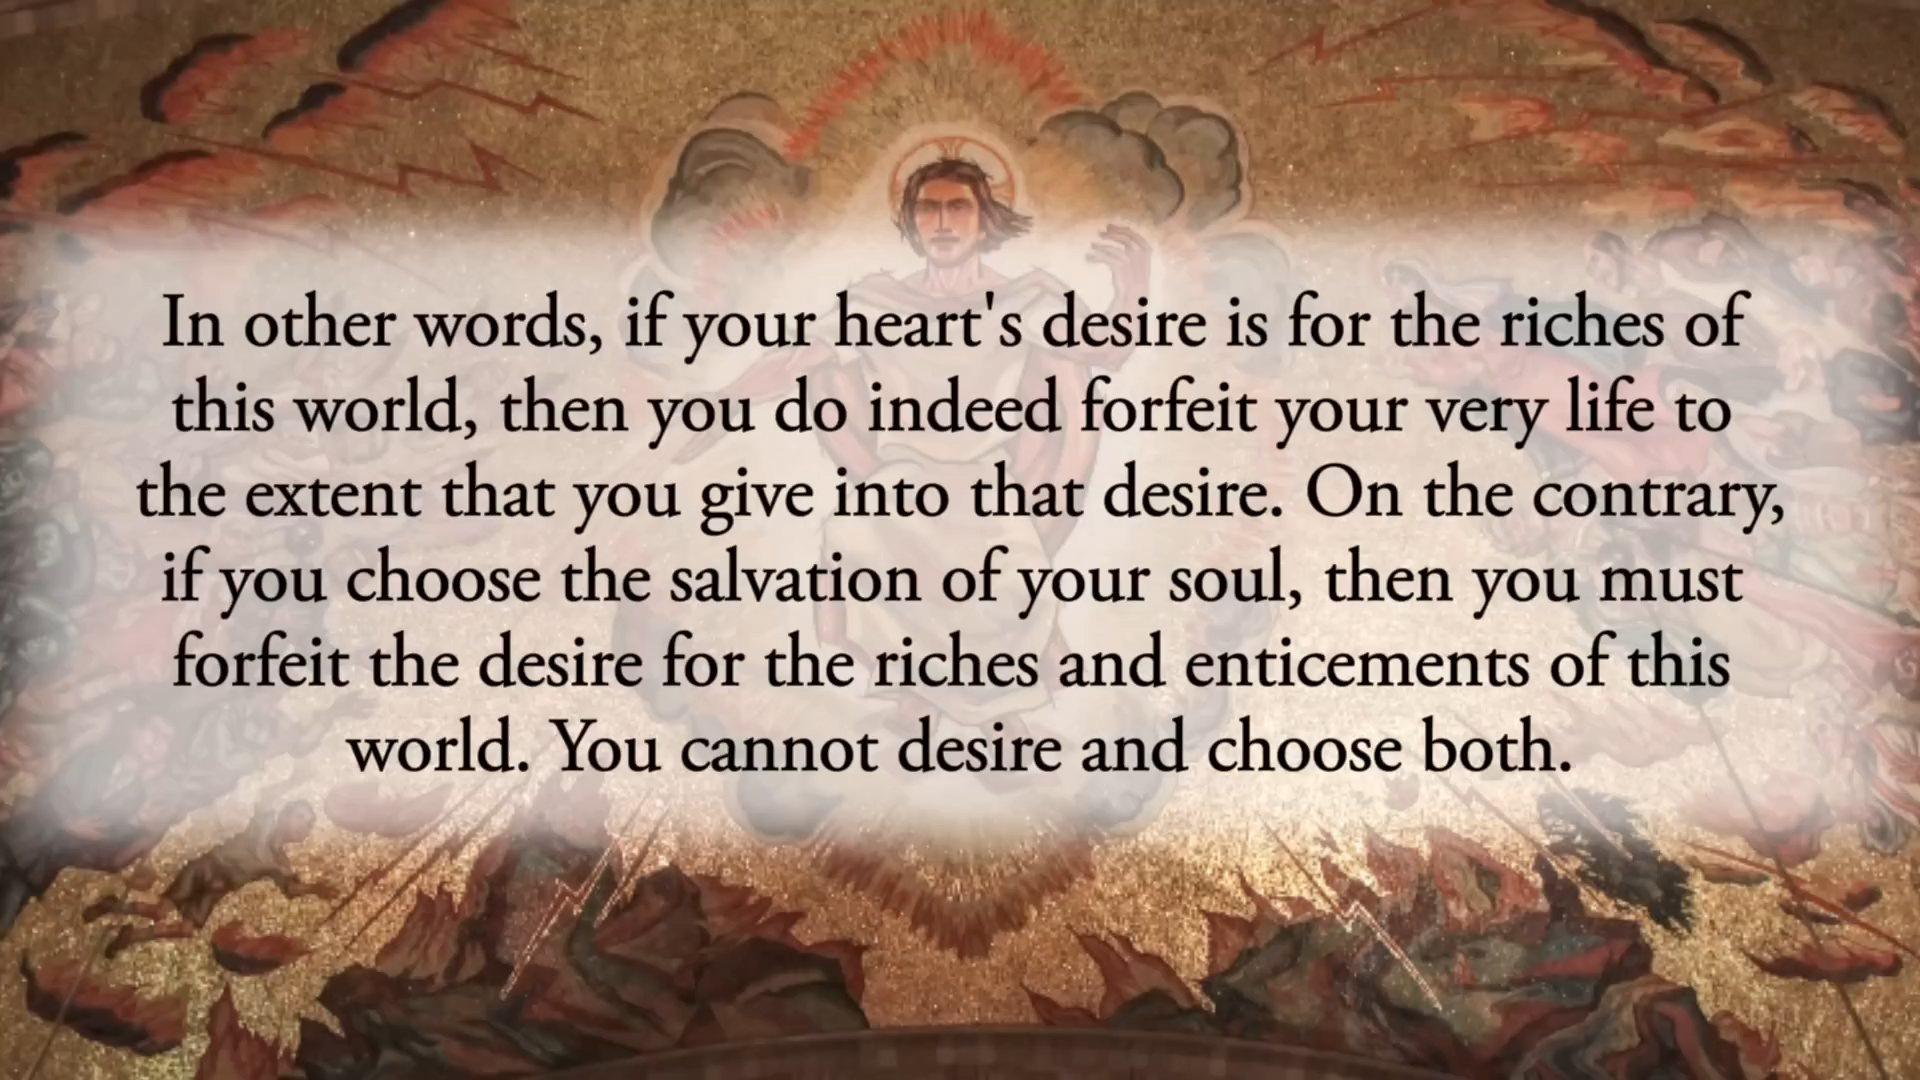 In other words, if your heart's desire is for the riches of
this world, then you do indeed forfeit your very life to
the extent that you give into that desire. On the contrary,
if you choose the salvation of your soul, then you must
forfeit the desire for the riches and enticements of this
world. You cannot desire and choose both.